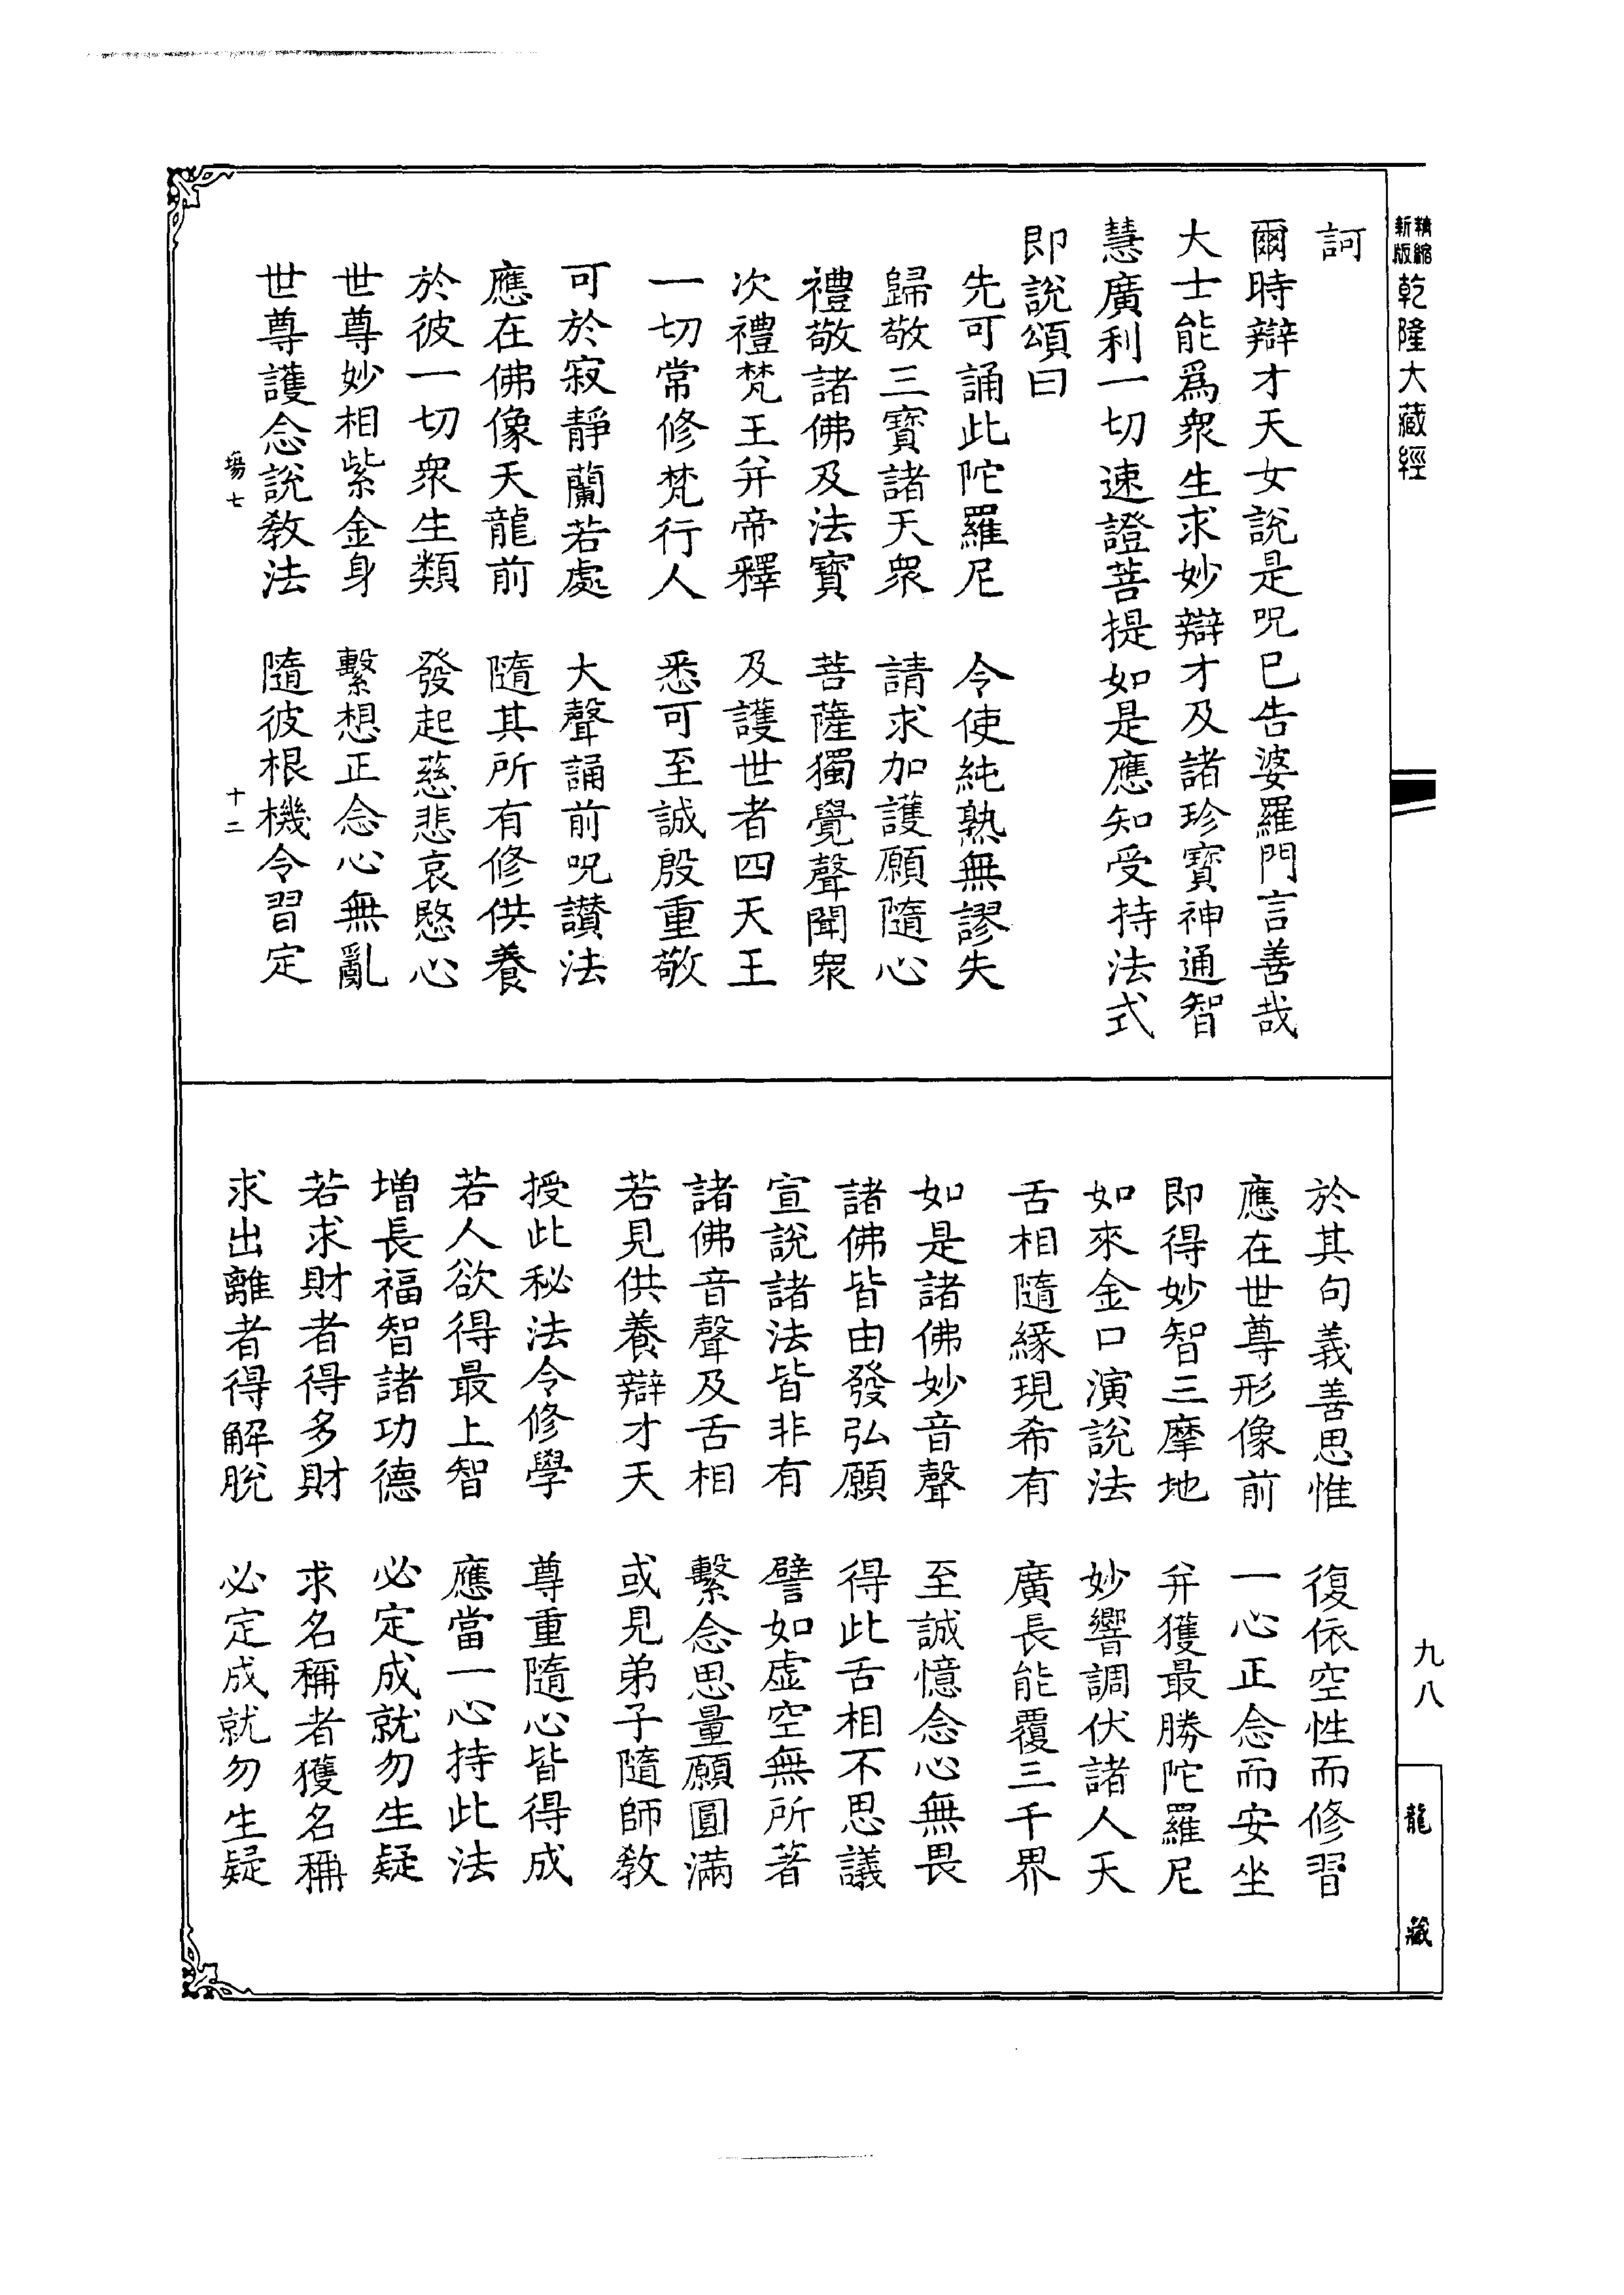 精縮新版 乾隆大藏經
訶
爾時辯才天女說是呪已告婆羅門言善哉
大士能爲衆生求妙辯才及諸珍寶神通智
慧廣利一切速證菩提如是應知受持法式
即說頌曰
先可誦此陀羅尼　令使純熟無謬失
歸敬三寶諸天衆　請求加護願隨心
禮敬諸佛及法寶　菩薩獨覺聲聞衆
次禮梵王并帝釋　及護世者四天王
一切常修梵行人　悉可至誠殷重敬
可於寂靜蘭若處　大聲誦前呪讚法
應在佛像天龍前　隨其所有修供養
於彼一切衆生類　發起慈悲哀愍心
世尊妙相紫金身　繫想正念心無亂
世尊護念說教法　隨彼根機令習定
場七　十二
於其句義善思惟　復依空性而修習
應在世尊形像前　一心正念而安坐
即得妙智三摩地　并獲最勝陀羅尼
如來金口演說法　妙響調伏諸人天
舌相隨緣現希有　廣長能覆三千界
如是諸佛妙音聲　至誠憶念心無畏
諸佛皆由發弘願　得此舌相不思議
宣說諸法皆非有　譬如虛空無所著
諸佛音聲及舌相　繫念思量願圓滿
若見供養辯才天　或見弟子隨師教
授此秘法令修學　尊重隨心皆得成
若人欲得最上智　應當一心持此法
增長福智諸功德　必定成就勿生疑
若求財者得多財　求名稱者獲名稱
求出離者得解脫　必定成就勿生疑
九八
龍藏